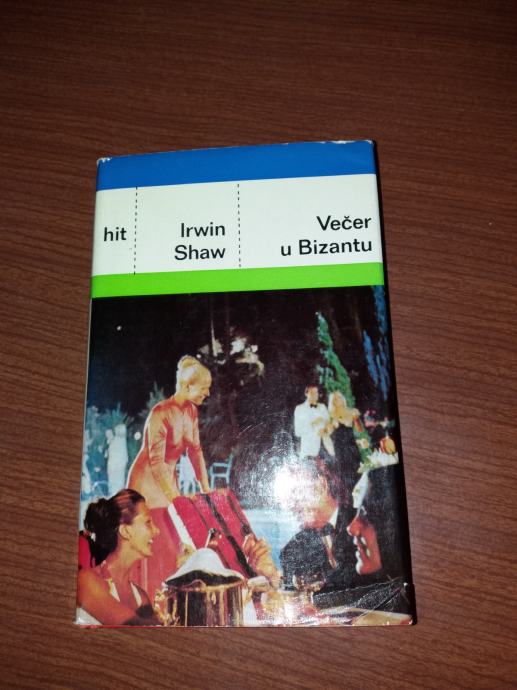 hit
Irwin
Shaw
Večer
u Bizantu